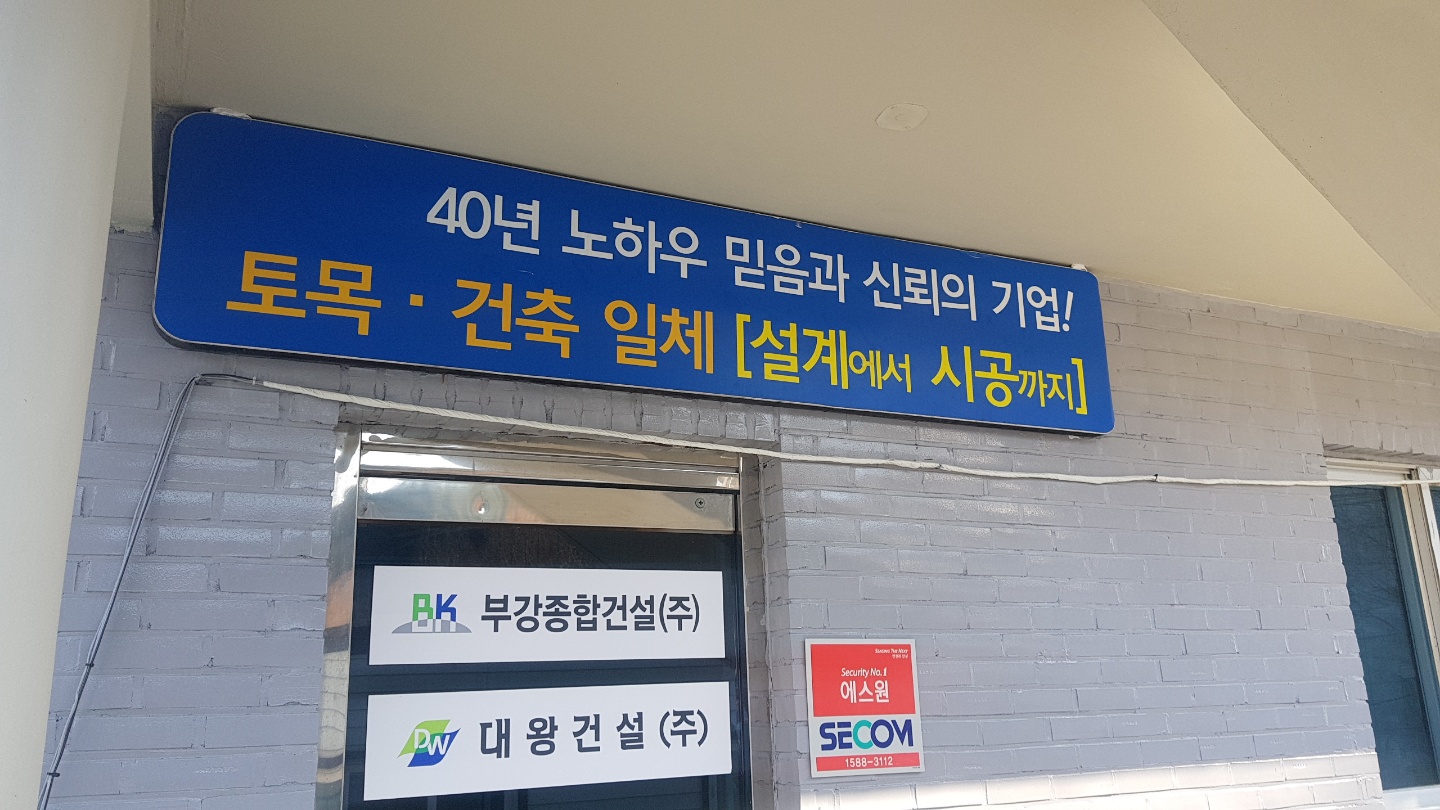 40년 노하우 믿음과 신뢰의 기업!
토목·건축 일체 [설계에서 시공까지]
BK 부강종합건설(주)
DW 대왕건설(주)
Security No.1
에스원
SECOM
1588-3112